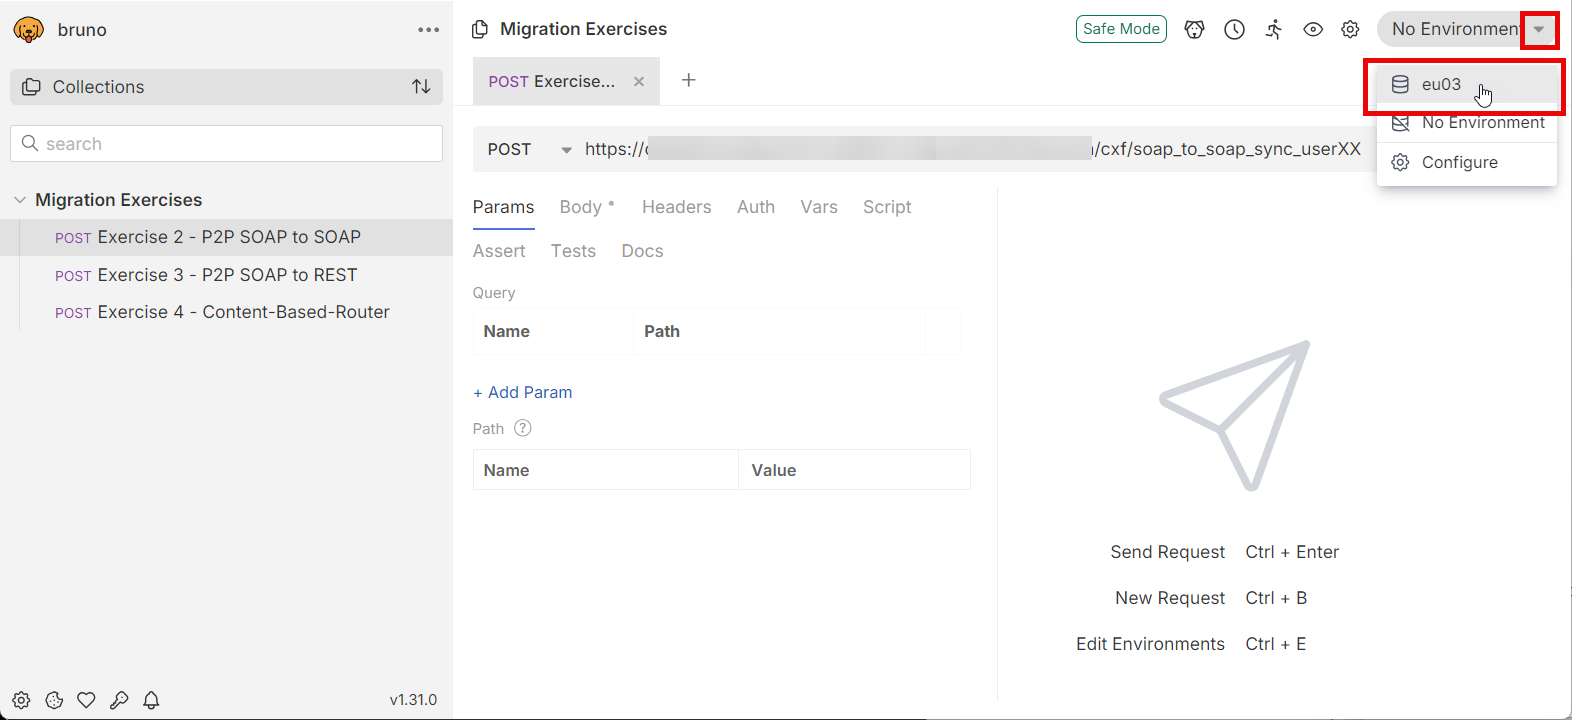 bruno
Collections
search
Migration Exercises
POST Exercise 2 - P2P SOAP to SOAP
POST Exercise 3 - P2P SOAP to REST
POST Exercise 4 - Content-Based-Router
v1.31.0
Migration Exercises
Safe Mode
No Environment
eu03
No Environment
Configure
POST Exercise...
POST https:// /cxf/soap_to_soap_sync_userXX
Params Body Headers Auth Vars Script
Assert Tests Docs
Query
Name Path
+ Add Param
Path ?
Name Value
Send Request Ctrl + Enter
New Request Ctrl + B
Edit Environments Ctrl + E